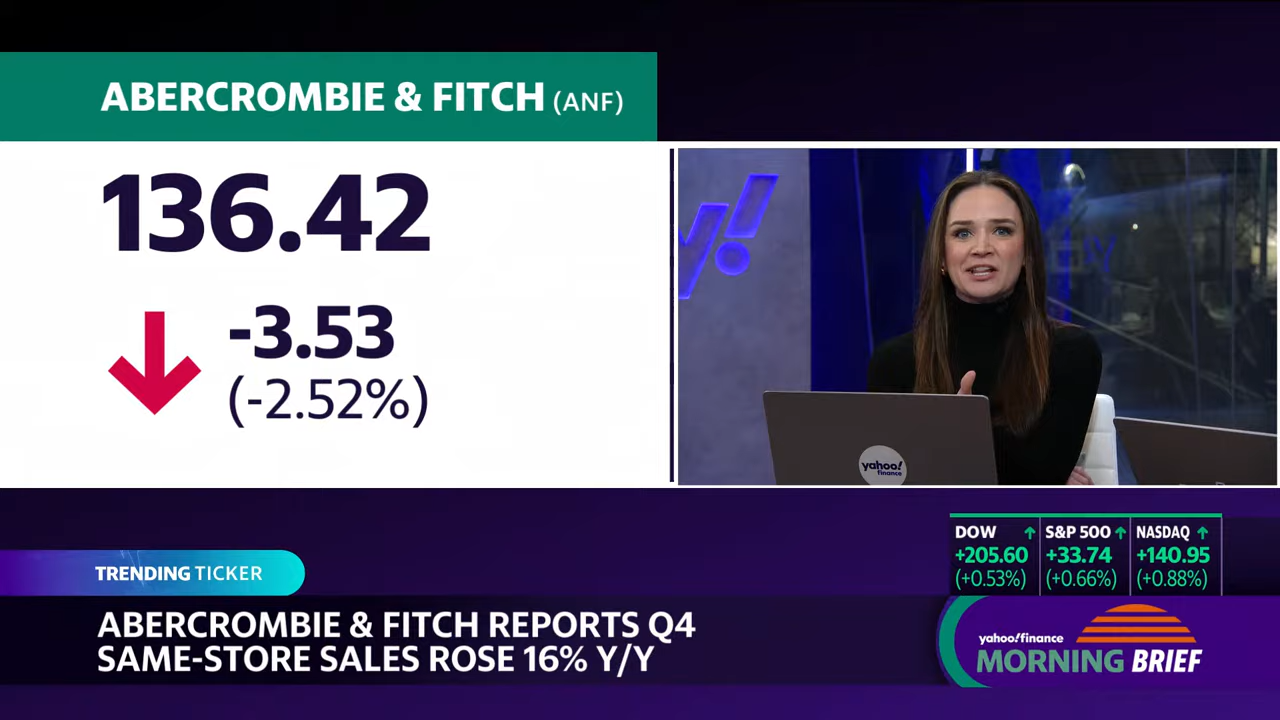 ABERCROMBIE & FITCH (ANF)
136.42
-3.53
(-2.52%)
y!
yahoo!
finance
DOW
+205.60
(+0.53%)
S&P 500
+33.74
(+0.66%)
NASDAQ
+140.95
(+0.88%)
TRENDING TICKER
ABERCROMBIE & FITCH REPORTS Q4
SAME-STORE SALES ROSE 16% Y/Y
yahoo!finance
MORNING BRIEF